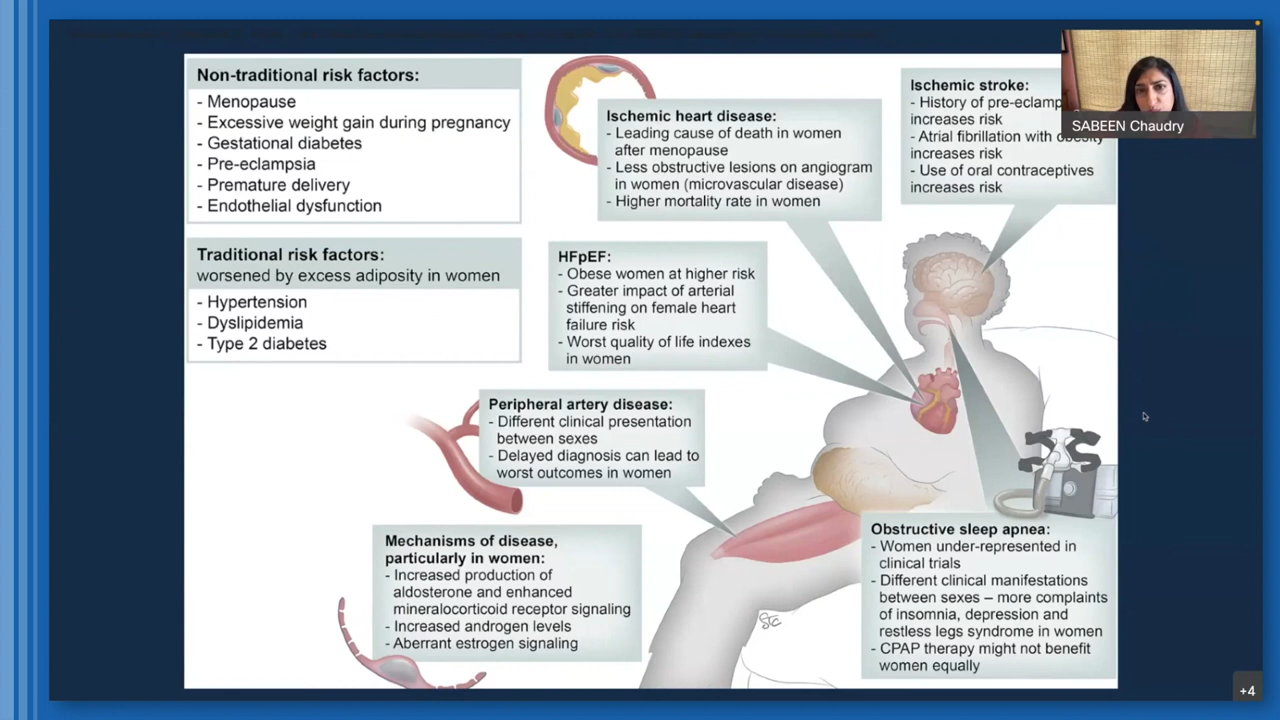 Non-traditional risk factors:
- Menopause
- Excessive weight gain during pregnancy
- Gestational diabetes
- Pre-eclampsia
- Premature delivery
- Endothelial dysfunction
Traditional risk factors:
worsened by excess adiposity in women
- Hypertension
- Dyslipidemia
- Type 2 diabetes
Ischemic heart disease:
- Leading cause of death in women
after menopause
- Less obstructive lesions on angiogram
in women (microvascular disease)
- Higher mortality rate in women
Ischemic stroke:
- History of pre-eclamp
increases risk
- Atrial fibrillation with obesity
increases risk
- Use of oral contraceptives
increases risk
SABEEN Chaudry
HFpEF:
- Obese women at higher risk
- Greater impact of arterial
stiffening on female heart
failure risk
- Worst quality of life indexes
in women
Peripheral artery disease:
- Different clinical presentation
between sexes
- Delayed diagnosis can lead to
worst outcomes in women
Mechanisms of disease,
particularly in women:
- Increased production of
aldosterone and enhanced
mineralocorticoid receptor signaling
- Increased androgen levels
- Aberrant estrogen signaling
Obstructive sleep apnea:
- Women under-represented in
clinical trials
- Different clinical manifestations
between sexes – more complaints
of insomnia, depression and
restless legs syndrome in women
- CPAP therapy might not benefit
women equally
+4